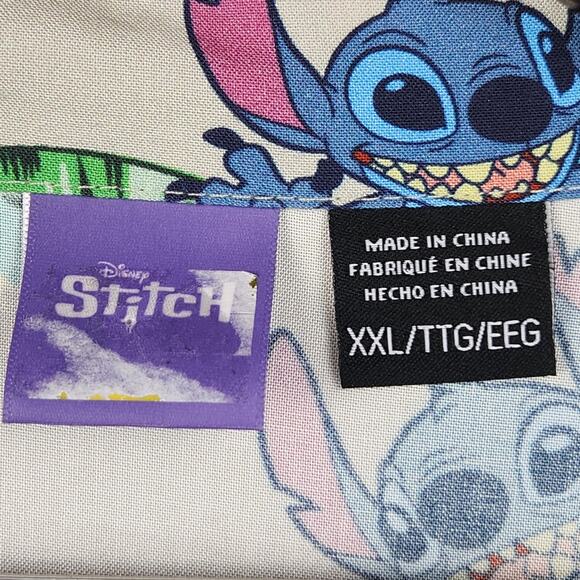 Disney
Stitch
MADE IN CHINA
FABRIQUÉ EN CHINE
HECHO EN CHINA
XXL/TTG/EEG